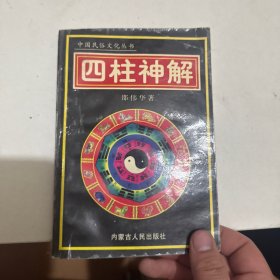 中国民俗文化丛书
四柱神解
邵伟华著
内蒙古人民出版社